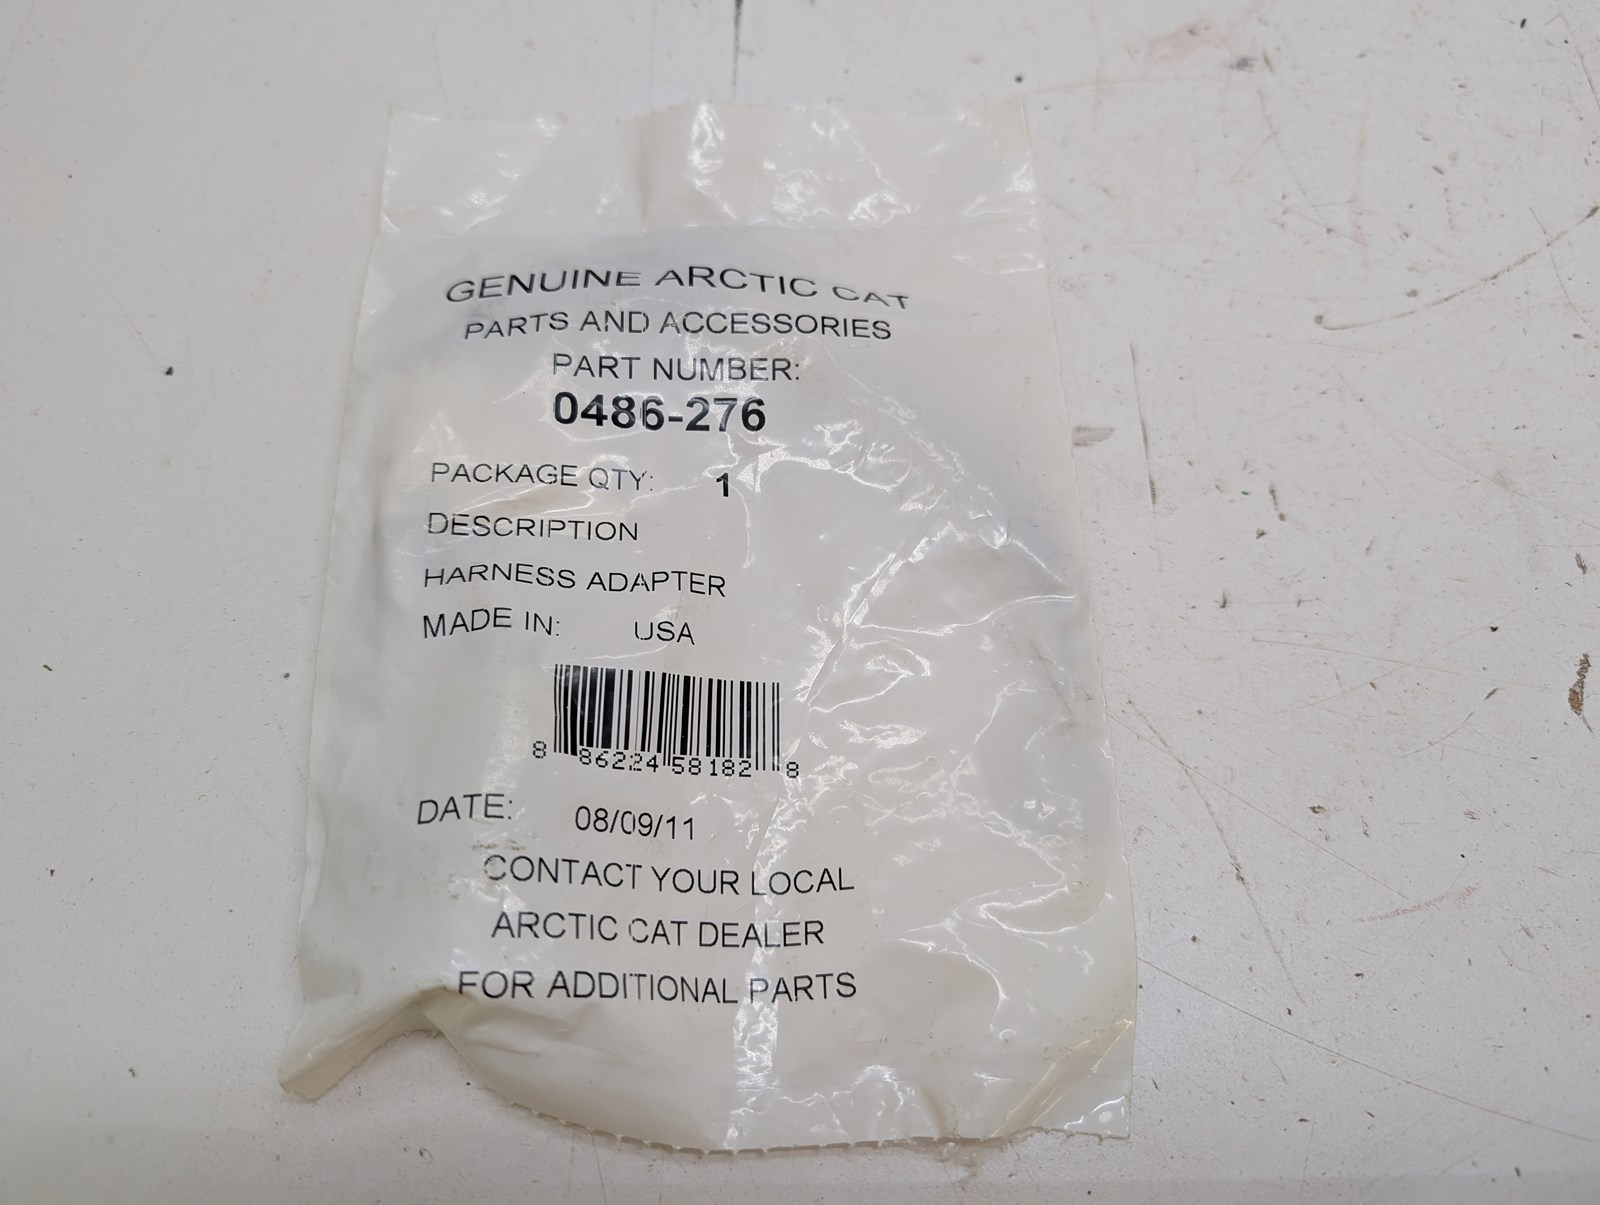 GENUINE ARCTIC CAT
PARTS AND ACCESSORIES
PART NUMBER:
0486-276
PACKAGE QTY: 1
DESCRIPTION
HARNESS ADAPTER
MADE IN: USA
8 86224 58182 8
DATE: 08/09/11
CONTACT YOUR LOCAL
ARCTIC CAT DEALER
FOR ADDITIONAL PARTS